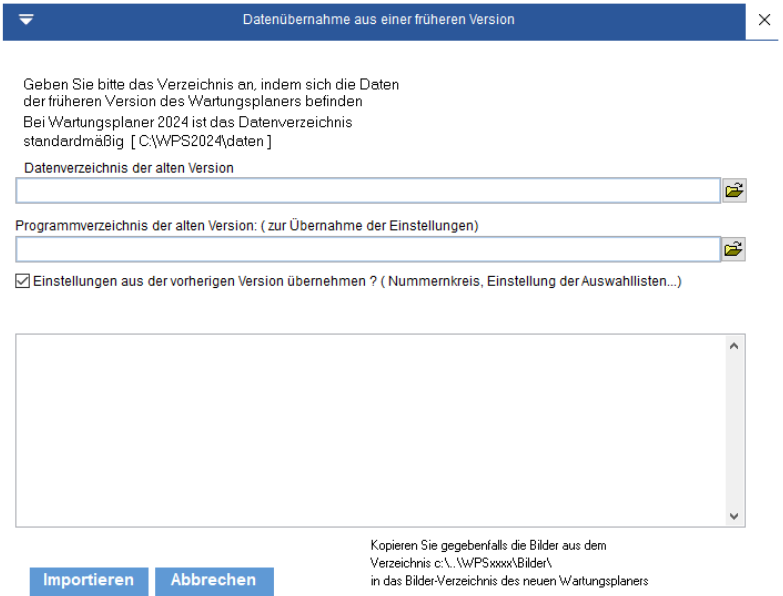 Datenübernahme aus einer früheren Version
Geben Sie bitte das Verzeichnis an, indem sich die Daten
der früheren Version des Wartungsplaners befinden
Bei Wartungsplaner 2024 ist das Datenverzeichnis
standardmäßig [ C:\WPS2024\daten ]
Datenverzeichnis der alten Version
Programmverzeichnis der alten Version: ( zur Übernahme der Einstellungen)
Einstellungen aus der vorherigen Version übernehmen ? ( Nummernkreis, Einstellung der Auswahllisten...)
Kopieren Sie gegebenfalls die Bilder aus dem
Verzeichnis c:\..\WPSxxxx\Bilder\
in das Bilder-Verzeichnis des neuen Wartungsplaners
Importieren Abbrechen